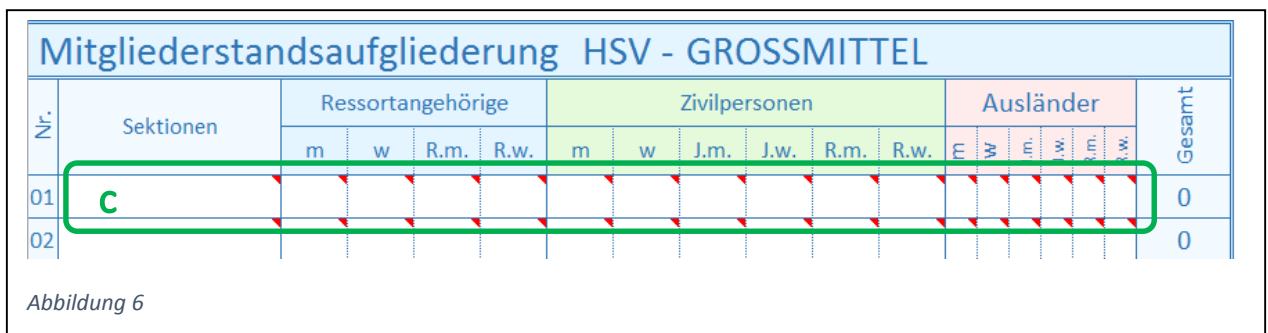 Mitgliederstandsaufgliederung HSV - GROSSMITTEL
Nr. Sektionen Ressortangehörige Zivilpersonen Ausländer Gesamt
m w R.m. R.w. m w J.m. J.w. R.m. R.w. m w .m. J.w. R.m. R.w.
01 C 0
02 0
Abbildung 6